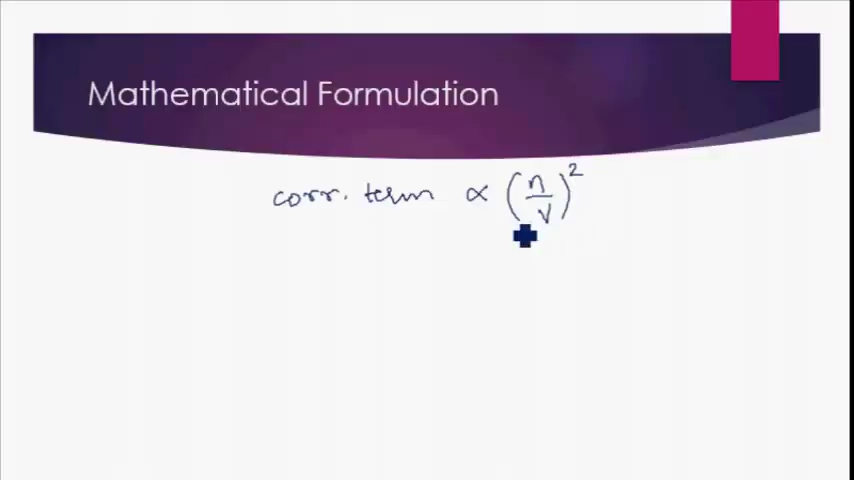 Mathematical Formulation
corr. term ∝ (n/V)²